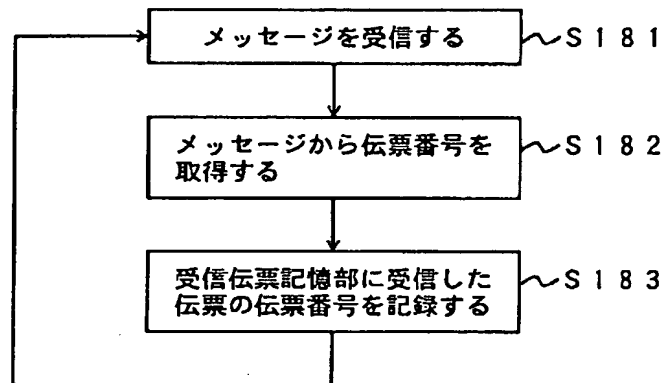 メッセージを受信する
S181
メッセージから伝票番号を
取得する
S182
受信伝票記憶部に受信した
伝票の伝票番号を記録する
S183